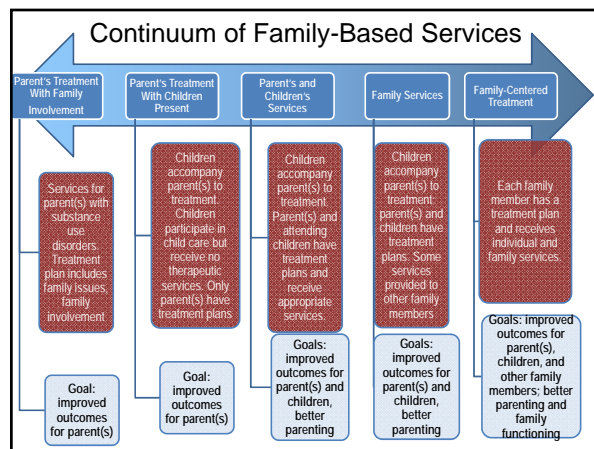 Continuum of Family-Based Services
Parent's Treatment
With Family
Involvement
Parent's Treatment
With Children
Present
Parent's and
Children's
Services
Family Services
Family-Centered
Treatment
Services for
parent(s) with
substance
use
disorders.
Treatment
plan includes
family issues,
family
involvement
Children
accompany
parent(s) to
treatment.
Children
participate in
child care but
receive no
therapeutic
services. Only
parent(s) have
treatment plans
Children
accompany
parent(s) to
treatment.
Parent(s) and
attending
children have
treatment
plans and
receive
appropriate
services.
Children
accompany
parent(s) to
treatment
parent(s) and
children have
treatment
plans. Some
services
provided to
other family
members
Each family
member has a
treatment plan
and receives
individual and
family services.
Goal:
improved
outcomes
for parent(s)
Goal:
improved
outcomes
for parent(s)
Goals:
improved
outcomes for
parent(s) and
children,
better
parenting
Goals:
improved
outcomes for
parent(s) and
children,
better
parenting
Goals: improved
outcomes for
parent(s),
children, and
other family
members; better
parenting and
family
functioning